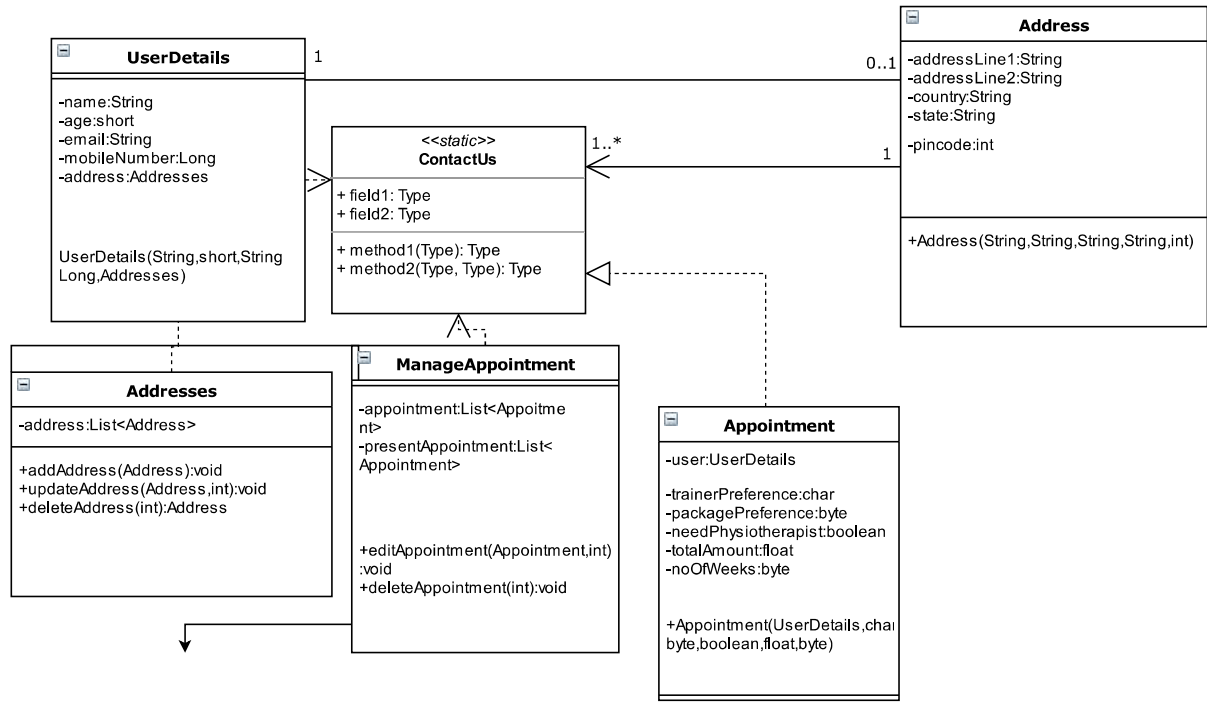 UserDetails
-name:String
-age:short
-email:String
-mobileNumber:Long
-address:Addresses
UserDetails(String,short,String
Long,Addresses)
1
0..1
Address
-addressLine1:String
-addressLine2:String
-country:String
-state:String
-pincode:int
+Address(String,String,String,String,int)
<<static>>
ContactUs
+ field1: Type
+ field2: Type
+ method1(Type): Type
+ method2(Type, Type): Type
1..*
1
Addresses
-address:List<Address>
+addAddress(Address):void
+updateAddress(Address,int):void
+deleteAddress(int):Address
ManageAppointment
-appointment:List<Appoitme
nt>
-presentAppointment:List<
Appointment>
+editAppointment(Appointment,int)
:void
+deleteAppointment(int):void
Appointment
-user:UserDetails
-trainerPreference:char
-packagePreference:byte
-needPhysiotherapist:boolean
-totalAmount:float
-noOfWeeks:byte
+Appointment(UserDetails,char
byte,boolean,float,byte)